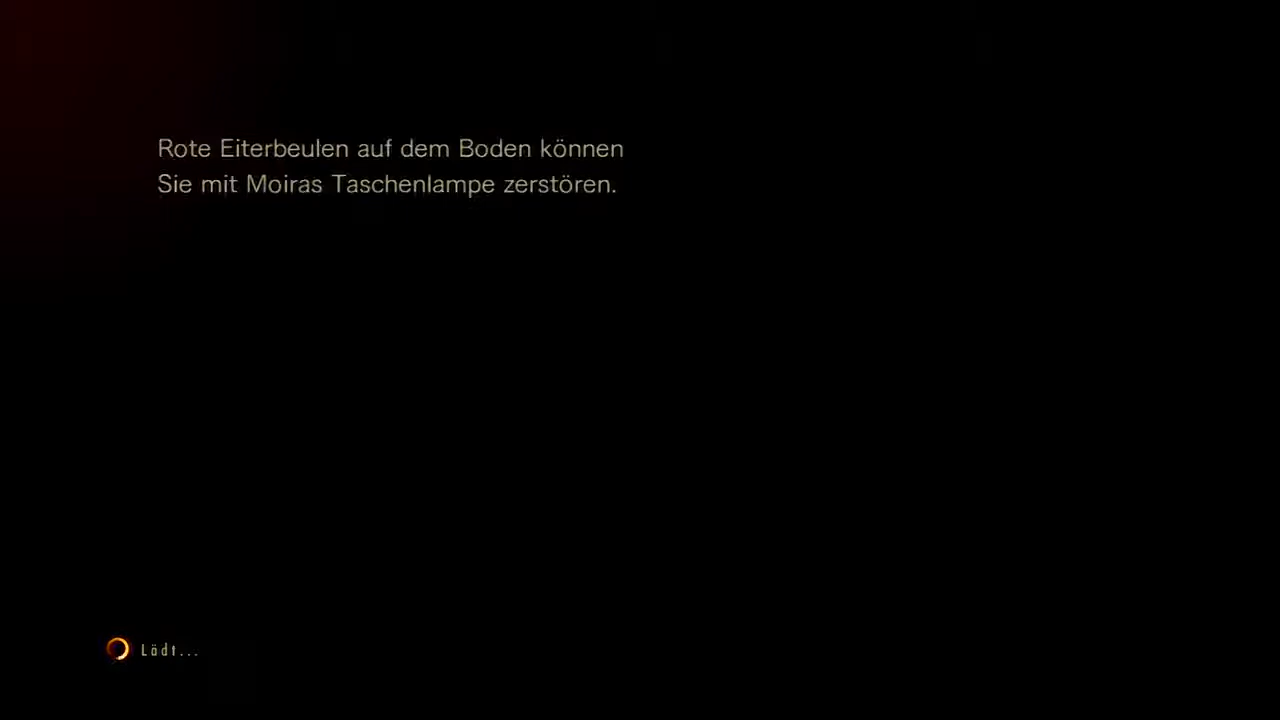 Rote Eiterbeulen auf dem Boden können
Sie mit Moiras Taschenlampe zerstören.
Lädt...